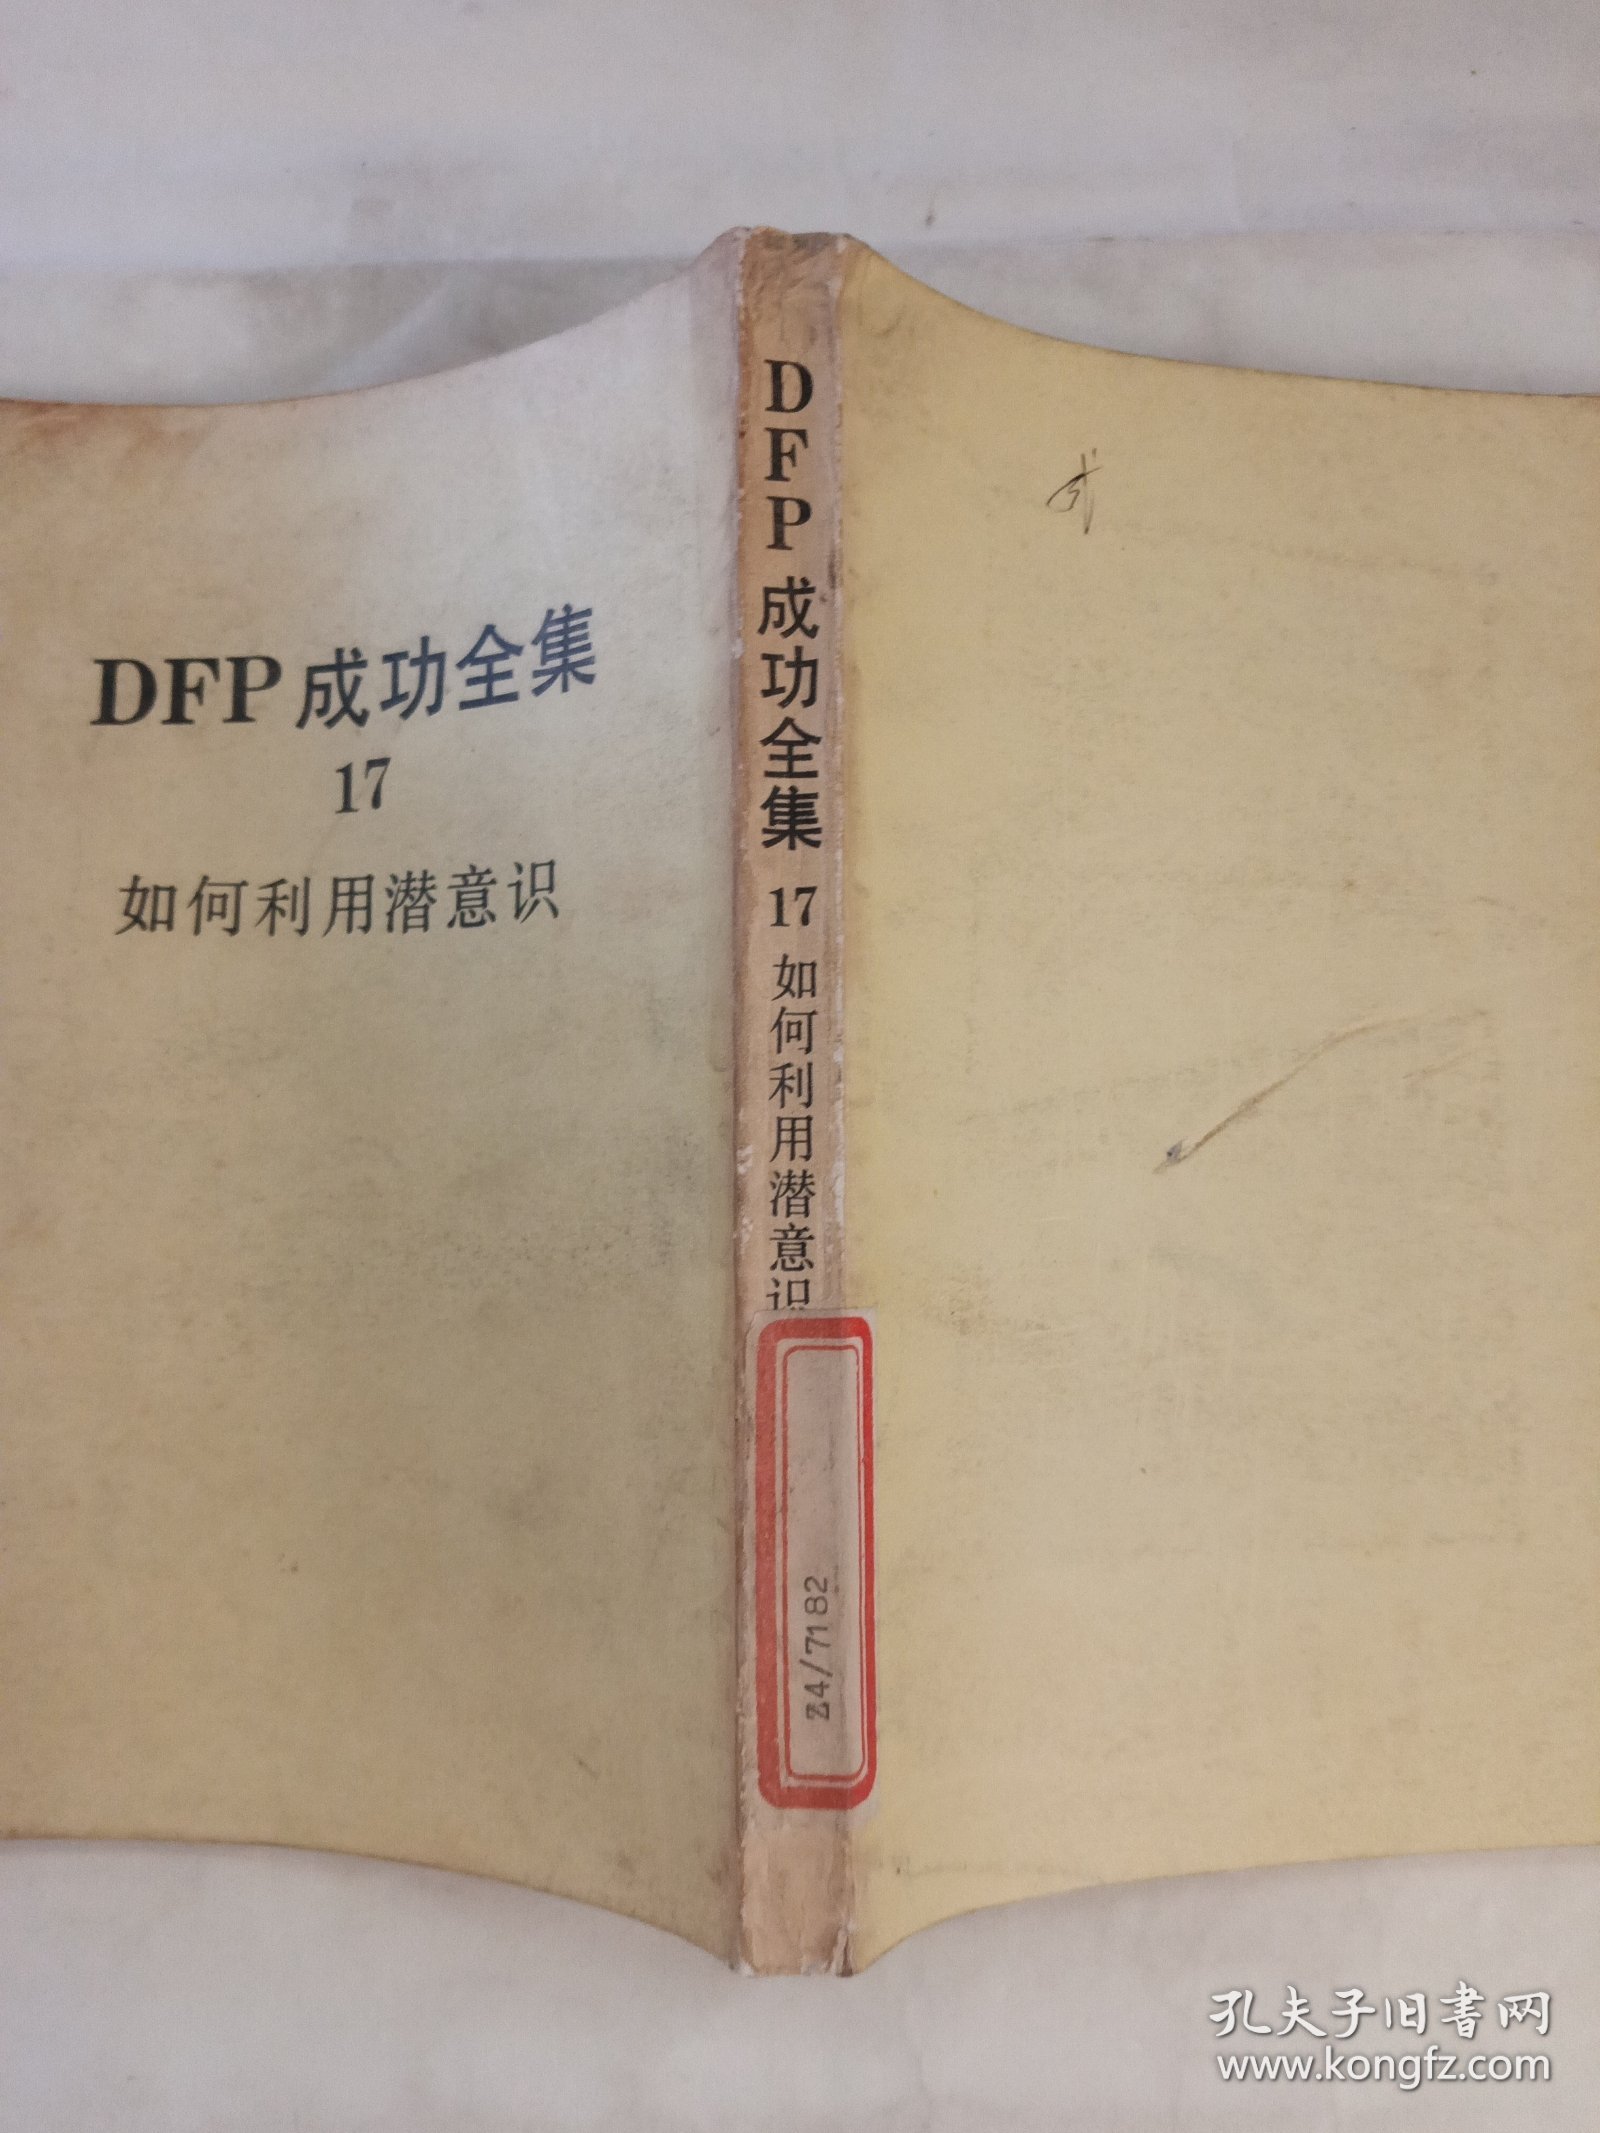 DFP成功全集
17
如何利用潜意识
DFP成功全集 17 如何利用潜意识
Z4/7182
孔夫子旧书网
www.kongfz.com